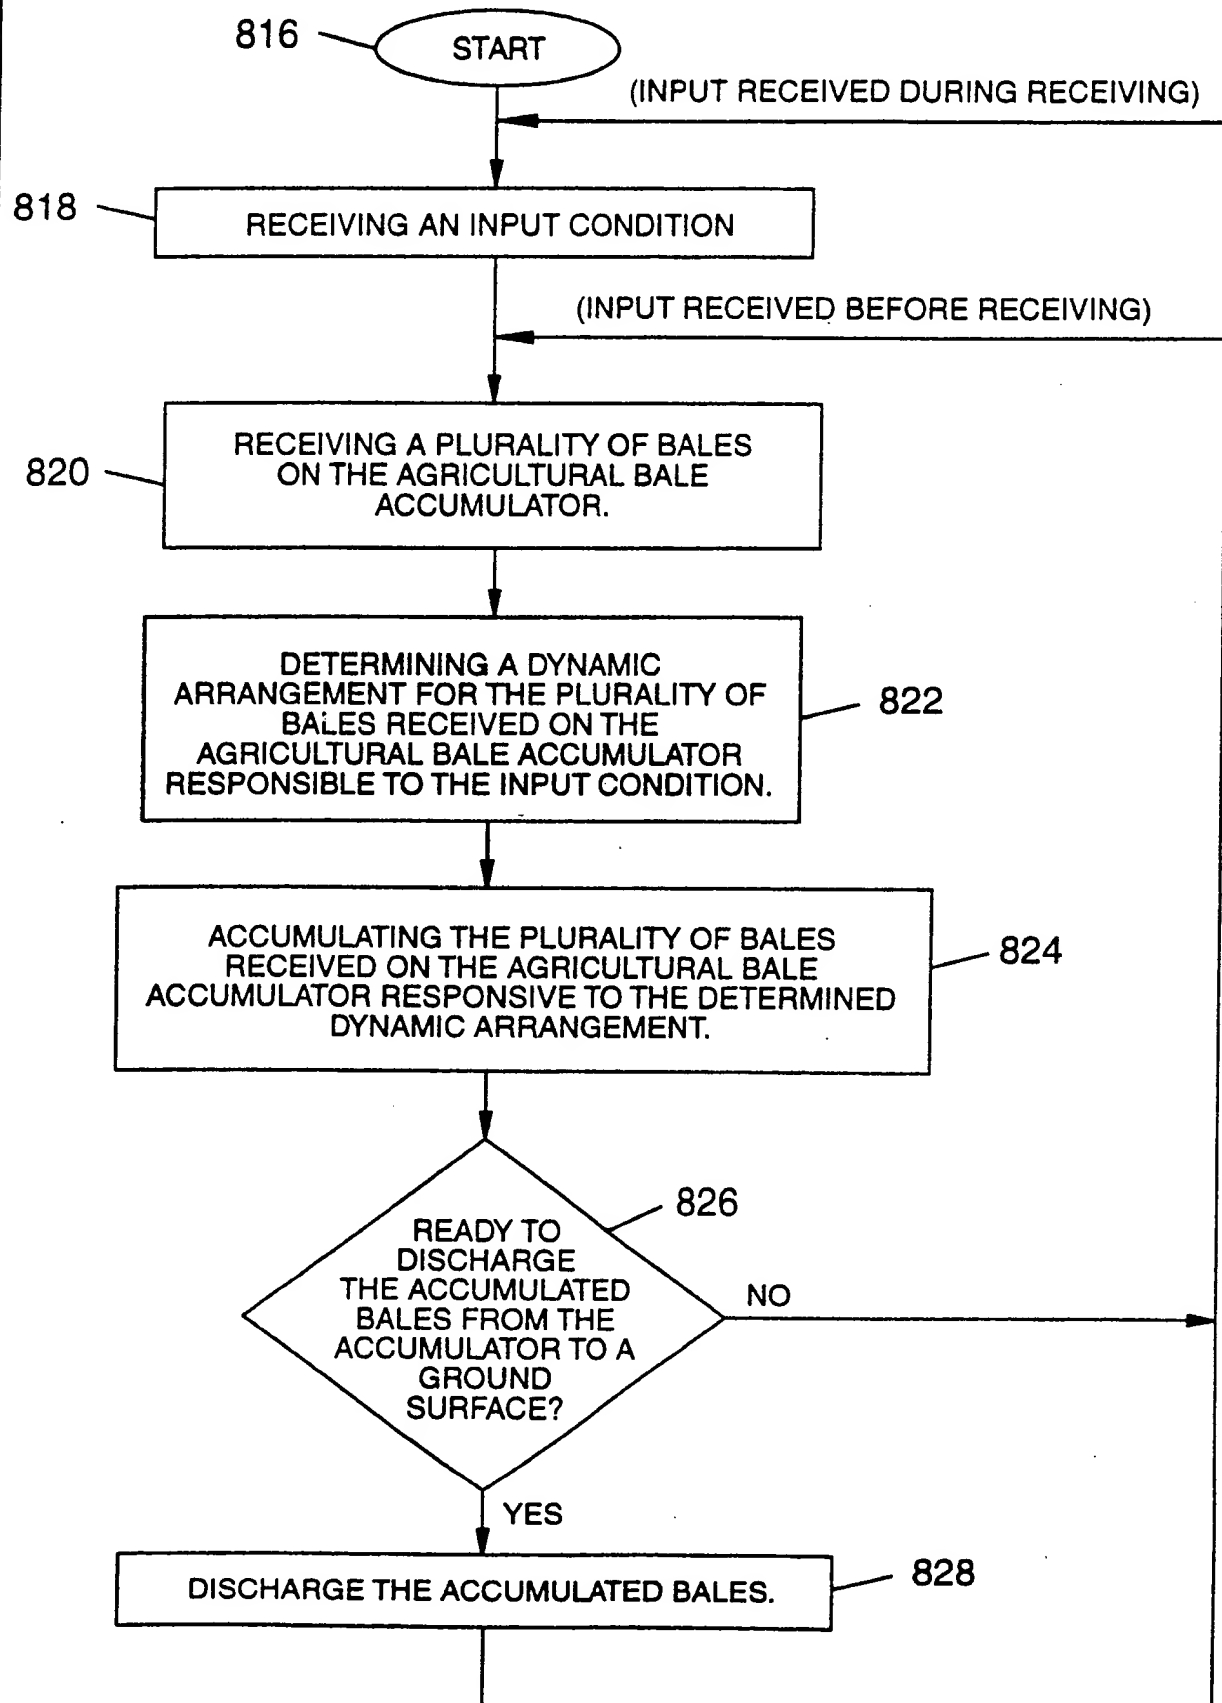 816
START
(INPUT RECEIVED DURING RECEIVING)
818
RECEIVING AN INPUT CONDITION
(INPUT RECEIVED BEFORE RECEIVING)
820
RECEIVING A PLURALITY OF BALES
ON THE AGRICULTURAL BALE
ACCUMULATOR.
DETERMINING A DYNAMIC
ARRANGEMENT FOR THE PLURALITY OF
BALES RECEIVED ON THE
AGRICULTURAL BALE ACCUMULATOR
RESPONSIBLE TO THE INPUT CONDITION.
822
ACCUMULATING THE PLURALITY OF BALES
RECEIVED ON THE AGRICULTURAL BALE
ACCUMULATOR RESPONSIVE TO THE DETERMINED
DYNAMIC ARRANGEMENT.
824
826
READY TO
DISCHARGE
THE ACCUMULATED
BALES FROM THE
ACCUMULATOR TO A
GROUND
SURFACE?
NO
YES
DISCHARGE THE ACCUMULATED BALES.
828